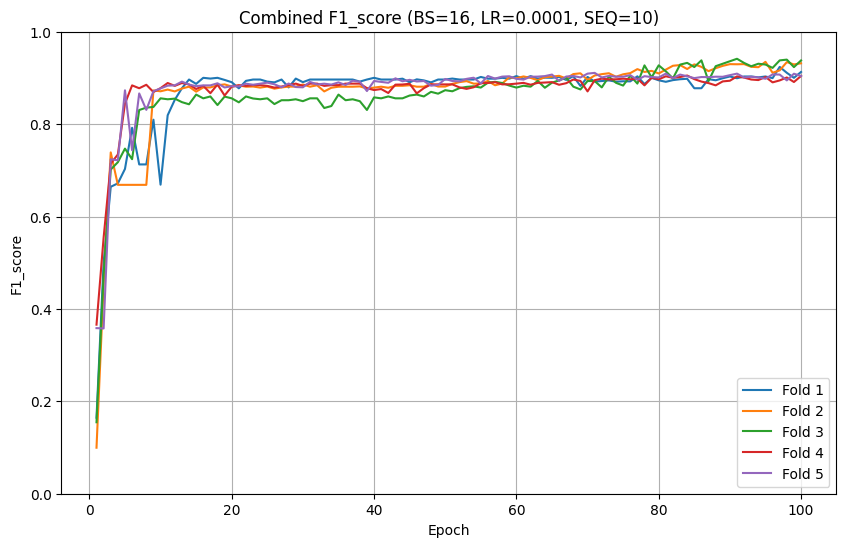 Combined F1_score (BS=16, LR=0.0001, SEQ=10)
1.0
0.8
0.6
0.4
0.2
0.0
F1_score
0 20 40 60 80 100
Epoch
Fold 1
Fold 2
Fold 3
Fold 4
Fold 5